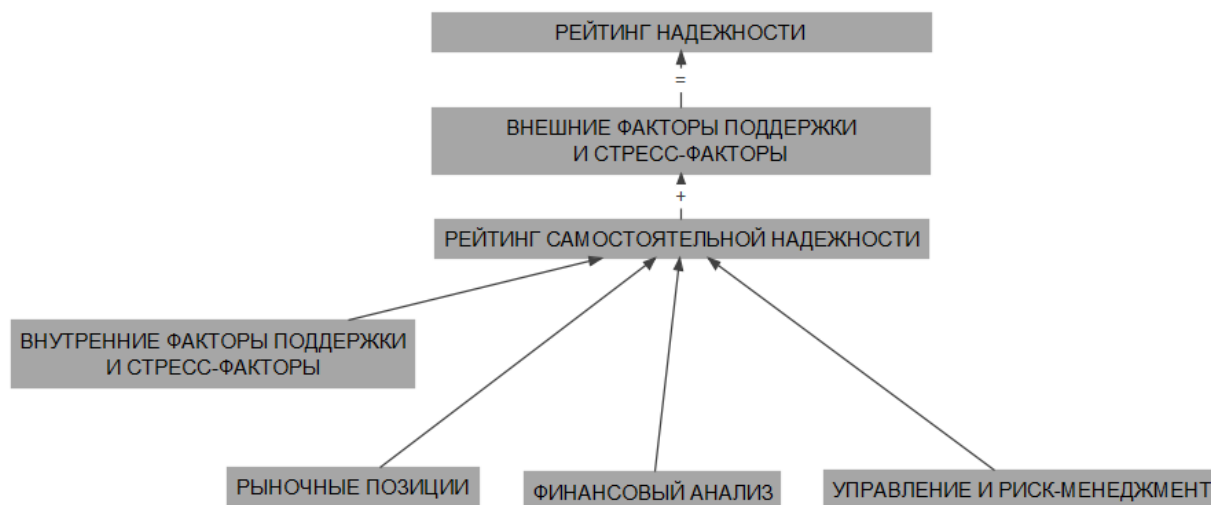 РЕЙТИНГ НАДЕЖНОСТИ
=
ВНЕШНИЕ ФАКТОРЫ ПОДДЕРЖКИ
И СТРЕСС-ФАКТОРЫ
+
РЕЙТИНГ САМОСТОЯТЕЛЬНОЙ НАДЕЖНОСТИ
ВНУТРЕННИЕ ФАКТОРЫ ПОДДЕРЖКИ
И СТРЕСС-ФАКТОРЫ
РЫНОЧНЫЕ ПОЗИЦИИ
ФИНАНСОВЫЙ АНАЛИЗ
УПРАВЛЕНИЕ И РИСК-МЕНЕДЖМЕНТ